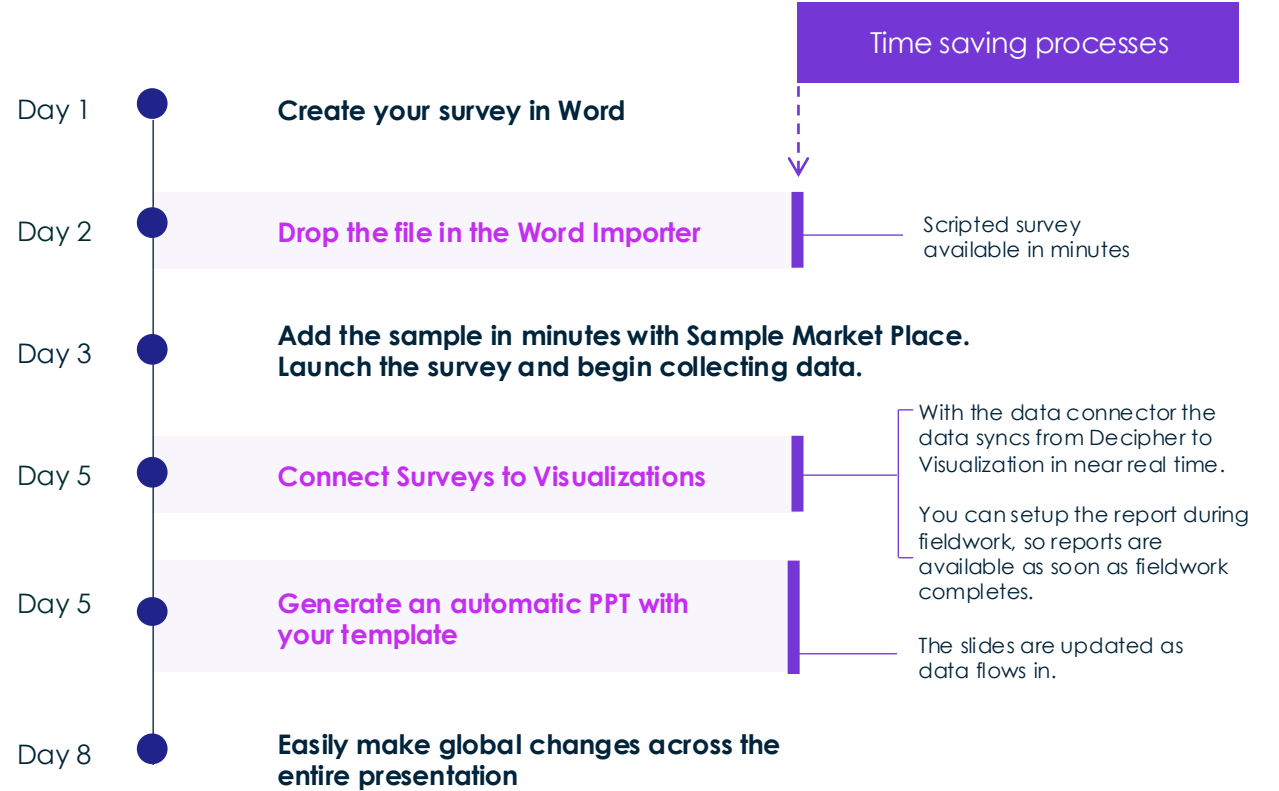 Time saving processes
Day 1
Create your survey in Word
Day 2
Drop the file in the Word Importer
Scripted survey
available in minutes
Day 3
Add the sample in minutes with Sample Market Place.
Launch the survey and begin collecting data.
Day 5
Connect Surveys to Visualizations
With the data connector the
data syncs from Decipher to
Visualization in near real time.
You can setup the report during
fieldwork, so reports are
available as soon as fieldwork
completes.
Day 5
Generate an automatic PPT with
your template
The slides are updated as
data flows in.
Day 8
Easily make global changes across the
entire presentation